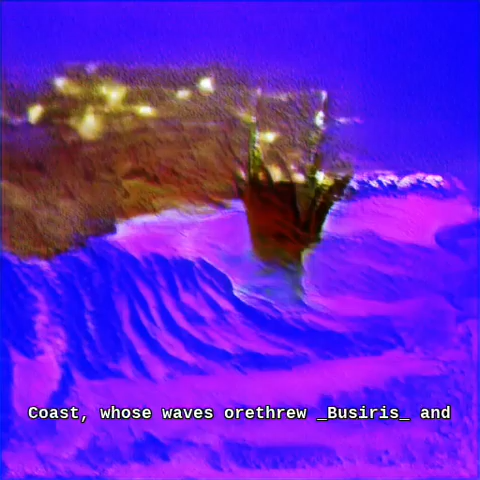 Coast, whose waves orethrew _Busiris_ and